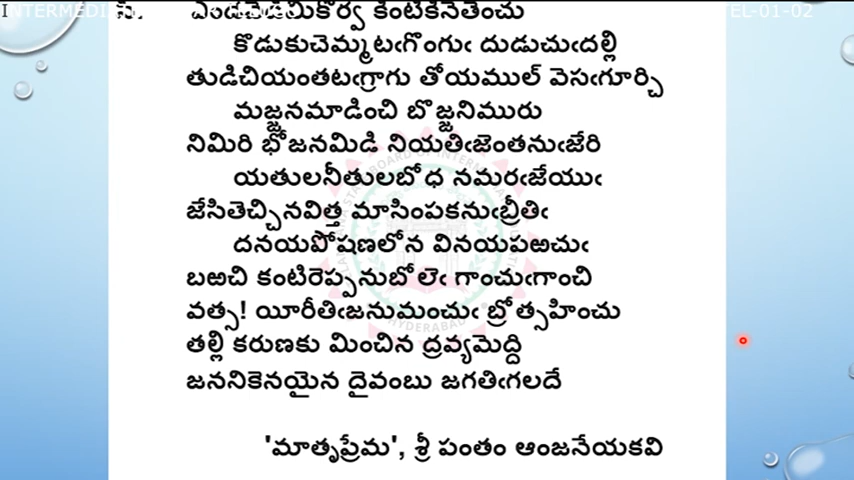 కొడుకుచెమ్మటఁగొంగుఁ దుడుచుఁదల్లి
తుడిచియంతటఁగ్రాగు తోయముల్ వెసఁగూర్చి
మజ్జనమాడించి బొజ్జనిమురు
నిమిరి భోజనమిడి నియతిఁజెంతనుఁజేరి
యతులనీతులబోధ నమరఁజేయుఁ
జేసితెచ్చినవిత్త మాసింపకనుఁబ్రీతిఁ
దనయపోషణలోన వినయపఱచుఁ
బఱచి కంటిరెప్పనుబోలెఁ గాంచుఁగాంచి
వత్స! యీరీతిఁజనుమంచుఁ బ్రోత్సహించు
తల్లి కరుణకు మించిన ద్రవ్యమెద్ది
జననికెనయైన దైవంబు జగతిఁగలదే
'మాతృప్రేమ', శ్రీ పంతం ఆంజనేయకవి